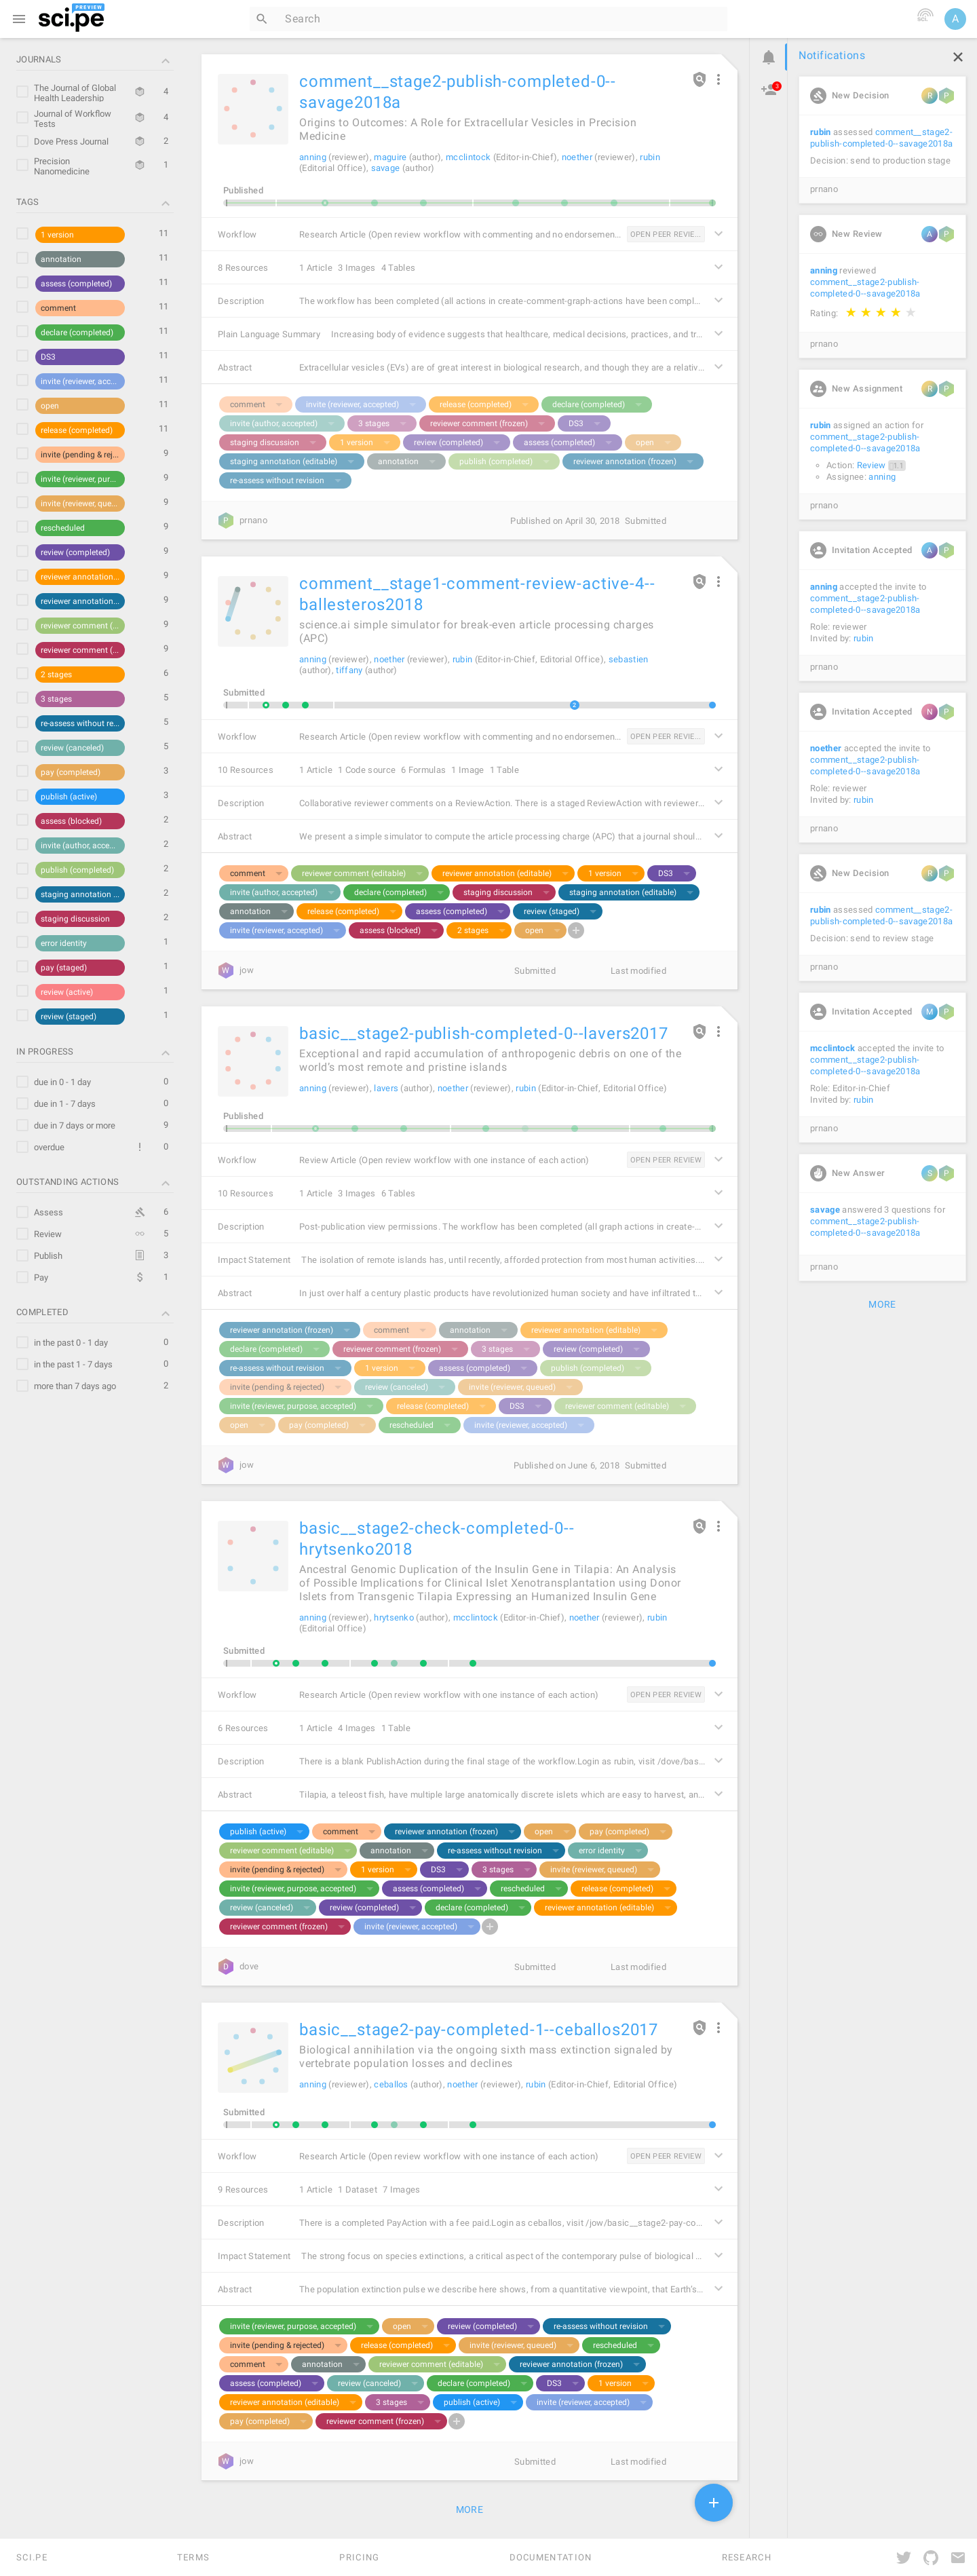 PREVIEW
sci.pe
Search
A
JOURNALS
The Journal of Global Health Leadership 4
Journal of Workflow Tests 4
Dove Press Journal 2
Precision Nanomedicine 1
TAGS
1 version 11
annotation 11
assess (completed) 11
comment 11
declare (completed) 11
DS3 11
invite (reviewer, acc... 11
open 11
release (completed) 11
invite (pending & rej... 9
invite (reviewer, pur... 9
invite (reviewer, que... 9
rescheduled 9
review (completed) 9
reviewer annotation... 9
reviewer annotation... 9
reviewer comment (... 9
reviewer comment (... 9
2 stages 6
3 stages 5
re-assess without re... 5
review (canceled) 5
pay (completed) 3
publish (active) 3
assess (blocked) 2
invite (author, acce... 2
publish (completed) 2
staging annotation ... 2
staging discussion 2
error identity 1
pay (staged) 1
review (active) 1
review (staged) 1
IN PROGRESS
due in 0 - 1 day 0
due in 1 - 7 days 0
due in 7 days or more 9
overdue ! 0
OUTSTANDING ACTIONS
Assess 6
Review 5
Publish 3
Pay $ 1
COMPLETED
in the past 0 - 1 day 0
in the past 1 - 7 days 0
more than 7 days ago 2
comment__stage2-publish-completed-0--
savage2018a
Origins to Outcomes: A Role for Extracellular Vesicles in Precision
Medicine
anning (reviewer), maguire (author), mcclintock (Editor-in-Chief), noether (reviewer), rubin
(Editorial Office), savage (author)
Published
Workflow Research Article (Open review workflow with commenting and no endorsemen... OPEN PEER REVIE...
8 Resources 1 Article 3 Images 4 Tables
Description The workflow has been completed (all actions in create-comment-graph-actions have been compl...
Plain Language Summary Increasing body of evidence suggests that healthcare, medical decisions, practices, and tr...
Abstract Extracellular vesicles (EVs) are of great interest in biological research, and though they are a relativ...
comment invite (reviewer, accepted) release (completed) declare (completed)
invite (author, accepted) 3 stages reviewer comment (frozen) DS3
staging discussion 1 version review (completed) assess (completed) open
staging annotation (editable) annotation publish (completed) reviewer annotation (frozen)
re-assess without revision
P prnano Published on April 30, 2018 Submitted
comment__stage1-comment-review-active-4--
ballesteros2018
science.ai simple simulator for break-even article processing charges
(APC)
anning (reviewer), noether (reviewer), rubin (Editor-in-Chief, Editorial Office), sebastien
(author), tiffany (author)
Submitted
2
Workflow Research Article (Open review workflow with commenting and no endorsemen... OPEN PEER REVIE...
10 Resources 1 Article 1 Code source 6 Formulas 1 Image 1 Table
Description Collaborative reviewer comments on a ReviewAction. There is a staged ReviewAction with reviewer...
Abstract We present a simple simulator to compute the article processing charge (APC) that a journal shoul...
comment reviewer comment (editable) reviewer annotation (editable) 1 version DS3
invite (author, accepted) declare (completed) staging discussion staging annotation (editable)
annotation release (completed) assess (completed) review (staged)
invite (reviewer, accepted) assess (blocked) 2 stages open
W jow Submitted Last modified
basic__stage2-publish-completed-0--lavers2017
Exceptional and rapid accumulation of anthropogenic debris on one of the
world's most remote and pristine islands
anning (reviewer), lavers (author), noether (reviewer), rubin (Editor-in-Chief, Editorial Office)
Published
Workflow Review Article (Open review workflow with one instance of each action) OPEN PEER REVIEW
10 Resources 1 Article 3 Images 6 Tables
Description Post-publication view permissions. The workflow has been completed (all graph actions in create-...
Impact Statement The isolation of remote islands has, until recently, afforded protection from most human activities....
Abstract In just over half a century plastic products have revolutionized human society and have infiltrated t...
reviewer annotation (frozen) comment annotation reviewer annotation (editable)
declare (completed) reviewer comment (frozen) 3 stages review (completed)
re-assess without revision 1 version assess (completed) publish (completed)
invite (pending & rejected) review (canceled) invite (reviewer, queued)
invite (reviewer, purpose, accepted) release (completed) DS3 reviewer comment (editable)
open pay (completed) rescheduled invite (reviewer, accepted)
W jow Published on June 6, 2018 Submitted
basic__stage2-check-completed-0--
hrytsenko2018
Ancestral Genomic Duplication of the Insulin Gene in Tilapia: An Analysis
of Possible Implications for Clinical Islet Xenotransplantation using Donor
Islets from Transgenic Tilapia Expressing an Humanized Insulin Gene
anning (reviewer), hrytsenko (author), mcclintock (Editor-in-Chief), noether (reviewer), rubin
(Editorial Office)
Submitted
Workflow Research Article (Open review workflow with one instance of each action) OPEN PEER REVIEW
6 Resources 1 Article 4 Images 1 Table
Description There is a blank PublishAction during the final stage of the workflow.Login as rubin, visit /dove/bas...
Abstract Tilapia, a teleost fish, have multiple large anatomically discrete islets which are easy to harvest, an...
publish (active) comment reviewer annotation (frozen) open pay (completed)
reviewer comment (editable) annotation re-assess without revision error identity
invite (pending & rejected) 1 version DS3 3 stages invite (reviewer, queued)
invite (reviewer, purpose, accepted) assess (completed) rescheduled release (completed)
review (canceled) review (completed) declare (completed) reviewer annotation (editable)
reviewer comment (frozen) invite (reviewer, accepted)
D dove Submitted Last modified
basic__stage2-pay-completed-1--ceballos2017
Biological annihilation via the ongoing sixth mass extinction signaled by
vertebrate population losses and declines
anning (reviewer), ceballos (author), noether (reviewer), rubin (Editor-in-Chief, Editorial Office)
Submitted
Workflow Research Article (Open review workflow with one instance of each action) OPEN PEER REVIEW
9 Resources 1 Article 1 Dataset 7 Images
Description There is a completed PayAction with a fee paid.Login as ceballos, visit /jow/basic__stage2-pay-co...
Impact Statement The strong focus on species extinctions, a critical aspect of the contemporary pulse of biological ...
Abstract The population extinction pulse we describe here shows, from a quantitative viewpoint, that Earth's...
invite (reviewer, purpose, accepted) open review (completed) re-assess without revision
invite (pending & rejected) release (completed) invite (reviewer, queued) rescheduled
comment annotation reviewer comment (editable) reviewer annotation (frozen)
assess (completed) review (canceled) declare (completed) DS3 1 version
reviewer annotation (editable) 3 stages publish (active) invite (reviewer, accepted)
pay (completed) reviewer comment (frozen)
W jow Submitted Last modified
MORE
3
Notifications
New Decision R P
rubin assessed comment__stage2-
publish-completed-0--savage2018a
Decision: send to production stage
prnano
New Review A P
anning reviewed
comment__stage2-publish-
completed-0--savage2018a
Rating:
prnano
New Assignment R P
rubin assigned an action for
comment__stage2-publish-
completed-0--savage2018a
Action: Review
Assignee: anning
prnano
Invitation Accepted A P
anning accepted the invite to
comment__stage2-publish-
completed-0--savage2018a
Role: reviewer
Invited by: rubin
prnano
Invitation Accepted N P
noether accepted the invite to
comment__stage2-publish-
completed-0--savage2018a
Role: reviewer
Invited by: rubin
prnano
New Decision R P
rubin assessed comment__stage2-
publish-completed-0--savage2018a
Decision: send to review stage
prnano
Invitation Accepted M P
mcclintock accepted the invite to
comment__stage2-publish-
completed-0--savage2018a
Role: Editor-in-Chief
Invited by: rubin
prnano
New Answer S P
savage answered 3 questions for
comment__stage2-publish-
completed-0--savage2018a
prnano
MORE
SCI.PE TERMS PRICING DOCUMENTATION RESEARCH